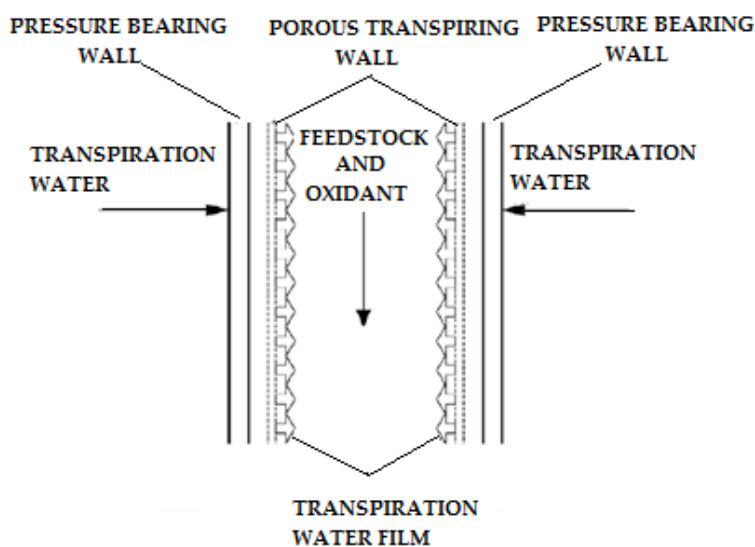 PRESSURE BEARING
WALL
POROUS TRANSPIRING
WALL
PRESSURE BEARING
WALL
TRANSPIRATION
WATER
FEEDSTOCK
AND
OXIDANT
TRANSPIRATION
WATER
TRANSPIRATION
WATER FILM